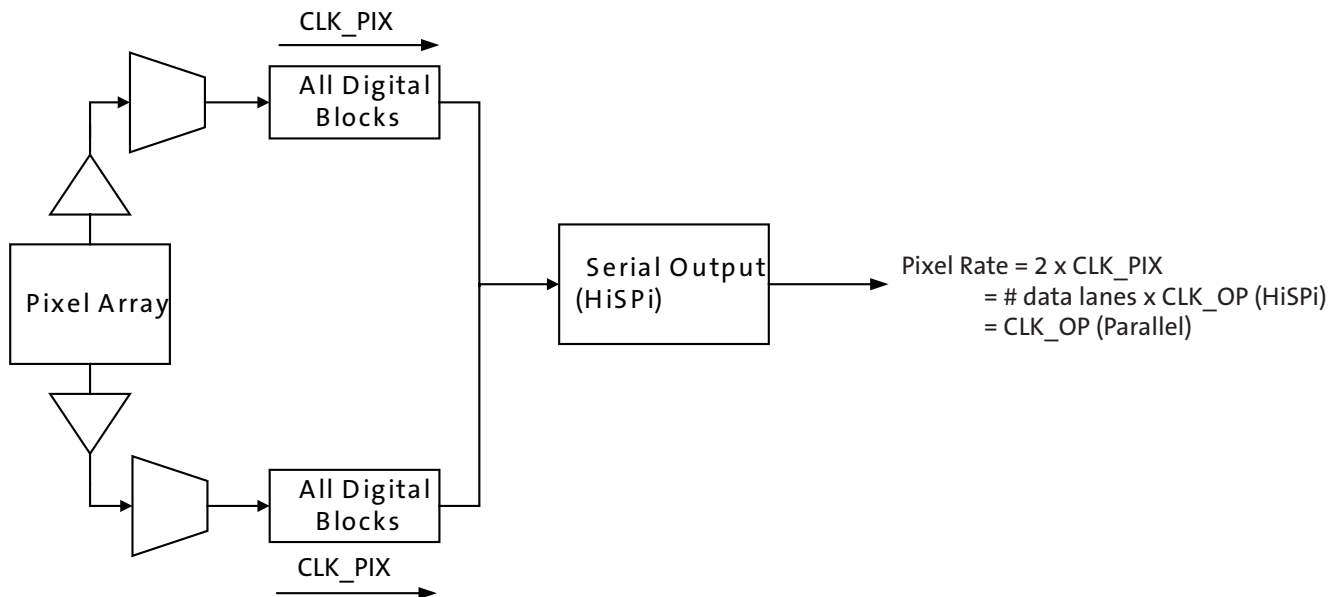 CLK_PIX
All Digital
Blocks
Pixel Array
Serial Output
(HiSPi)
Pixel Rate = 2 x CLK_PIX
= # data lanes x CLK_OP (HiSPi)
= CLK_OP (Parallel)
All Digital
Blocks
CLK_PIX